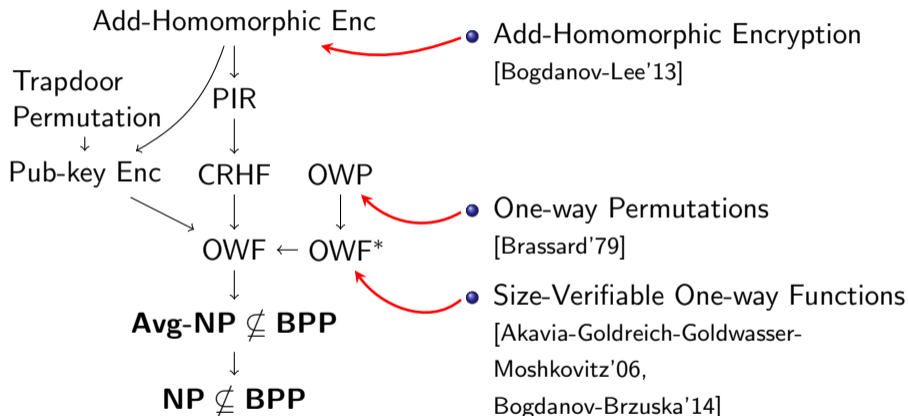 Add-Homomorphic Enc
Trapdoor
Permutation
PIR
Pub-key Enc
CRHF
OWP
OWF ← OWF*
Avg-NP ⊈ BPP
NP ⊈ BPP
Add-Homomorphic Encryption
[Bogdanov-Lee'13]
One-way Permutations
[Brassard'79]
Size-Verifiable One-way Functions
[Akavia-Goldreich-Goldwasser-
Moshkovitz'06,
Bogdanov-Brzuska'14]